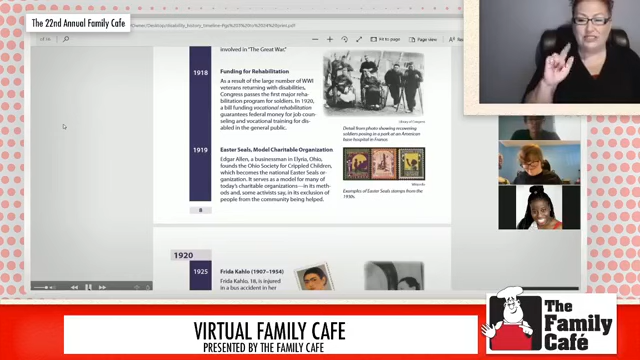 The 22nd Annual Family Cafe
Fit to page
Page view
involved in "The Great War."
1918
Funding for Rehabilitation
As a result of the large number of WWI
veterans returning with disabilities,
Congress passes the first major reha-
bilitation program for soldiers. In 1920,
a bill funding vocational rehabilitation
guarantees federal money for job coun-
seling and vocational training for dis-
abled in the general public.
Library of Congress
Detail from photo showing recovering
soldiers posing in a park at an American
base hospital in France.
1919
Easter Seals, Model Charitable Organization
Edgar Allen, a businessman in Elyria, Ohio,
founds the Ohio Society for Crippled Children,
which becomes the national Easter Seals or-
ganization. It serves as a model for many of
today's charitable organizations—in its meth-
ods and, some activists say, in its exclusion of
people from the community being helped.
Examples of Easter Seals stamps from the
1930s.
8
1920
1925
Frida Kahlo (1907–1954)
Frida Kahlo, 18, is injured
in a bus accident in her
VIRTUAL FAMILY CAFE
PRESENTED BY THE FAMILY CAFE
The
Family
Café